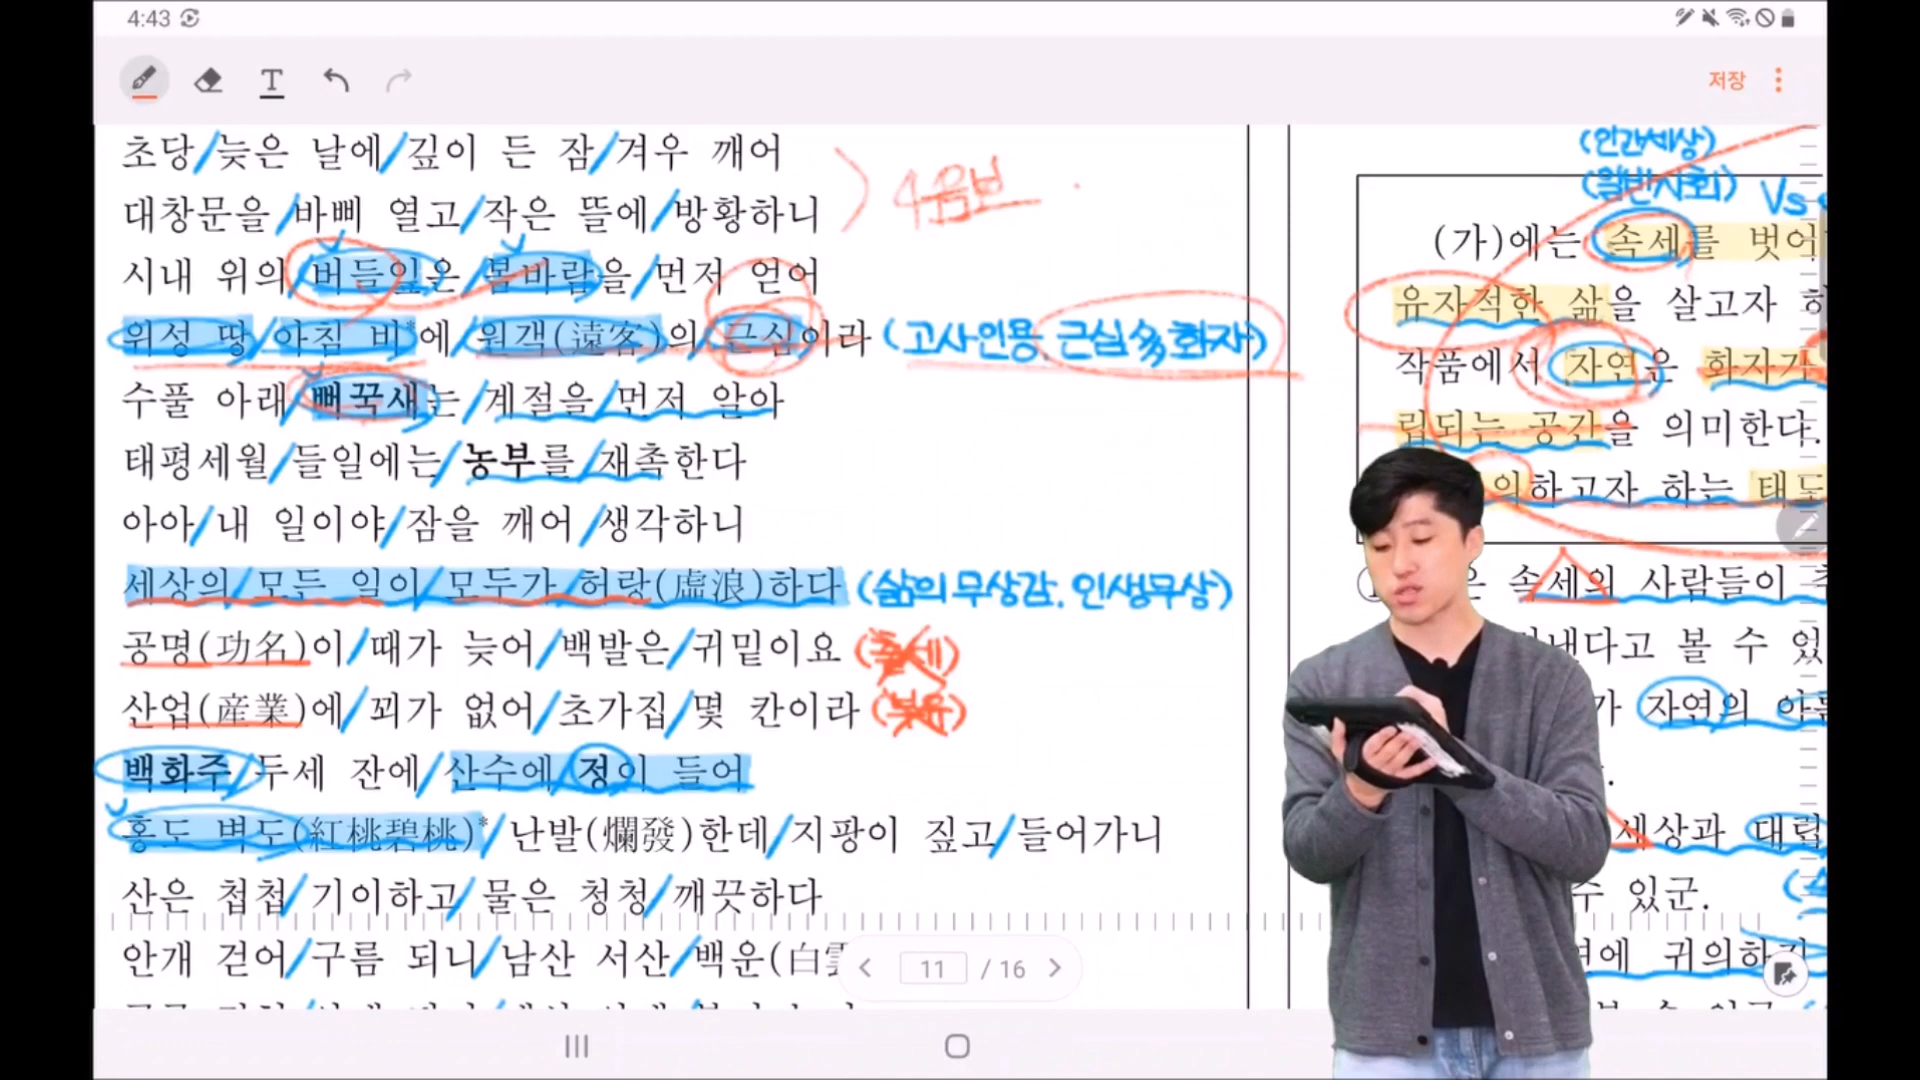 4:43
T
저장
초당/늦은 날에/깊이 든 잠/겨우 깨어
대창문을/바삐 열고/작은 뜰에/방황하니
4음보
시내 위의/버들잎은/봄바람을/먼저 얻어
위성 땅/아침 비*에/원객(遠客)의/근심이라 (고사인용, 근심多 화자)
수풀 아래/뻐꾹새는/계절을/먼저 알아
태평세월/들일에는/농부를/재촉한다
아아/내 일이야/잠을 깨어/생각하니
세상의/모든 일이/모두가/허랑(虛浪)하다 (삶의 무상감, 인생무상)
공명(功名)이/때가 늦어/백발은/귀밑이요 (출세)
산업(産業)에/꾀가 없어/초가집/몇 칸이라 (부유)
백화주/두세 잔에/산수에/정이 들어
홍도 벽도(紅桃碧桃)*/난발(爛發)한데/지팡이 짚고/들어가니
산은 첩첩/기이하고/물은 청청/깨끗하다
안개 걷어/구름 되니/남산 서산/백운(白
11 / 16
(인간세상)
(일반사회) Vs
(가)에는 속세를 벗어
유자적한 삶을 살고자 하
작품에서 자연은 화자가
립되는 공간을 의미한다.
의하고자 하는 태도
은 속세의 사람들이 추
낸다고 볼 수 있
가 자연의 아름
세상과 대립
수 있군.
연에 귀의하